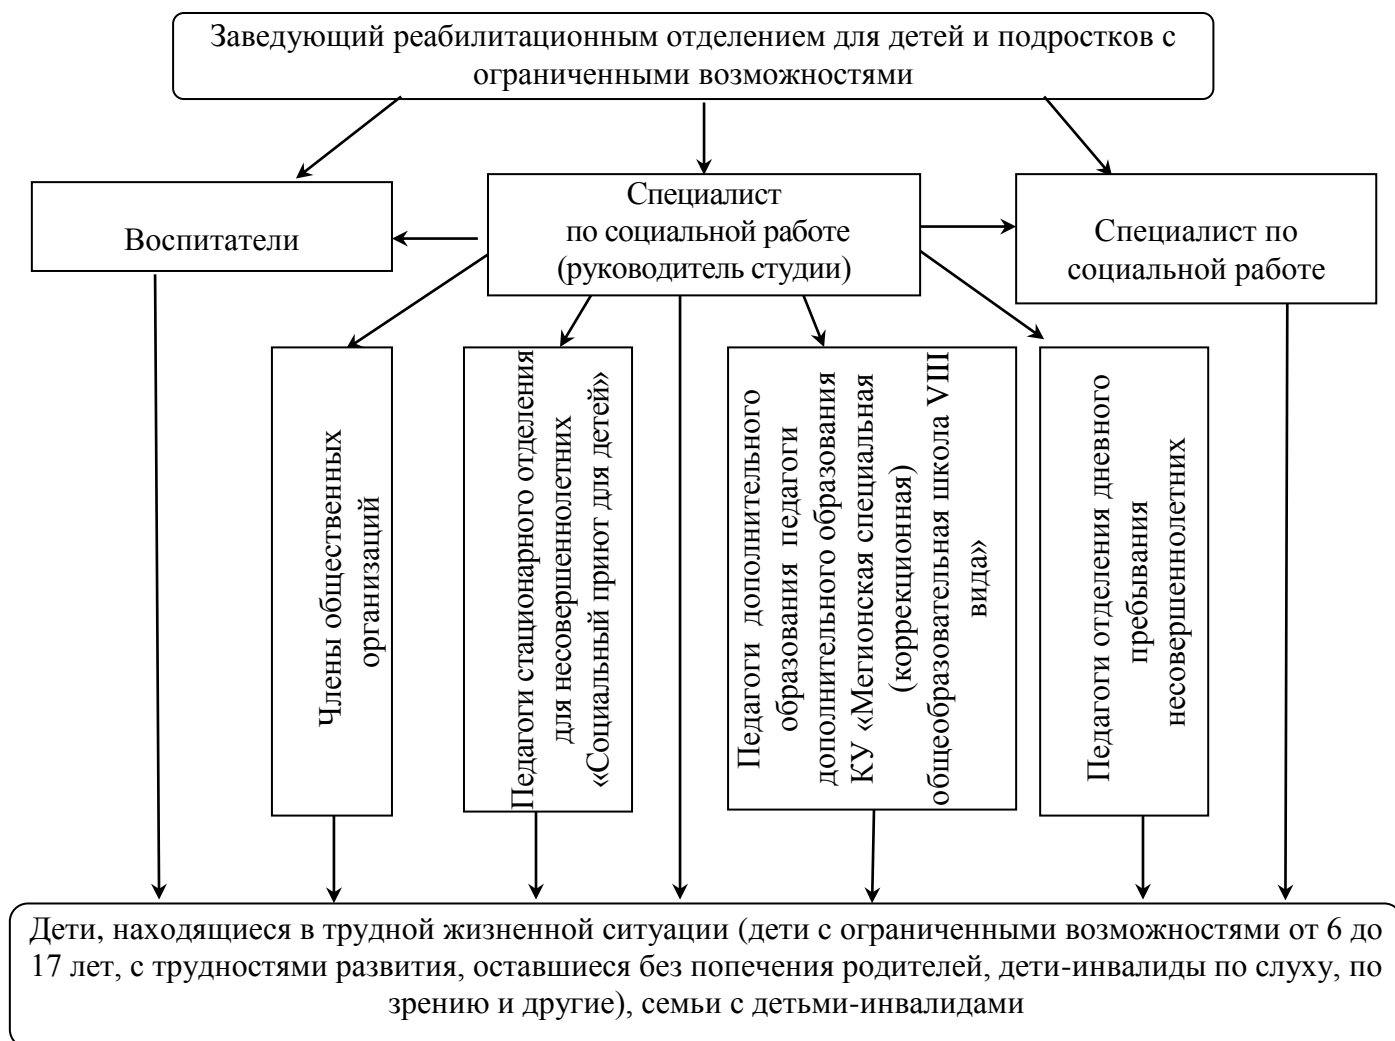 Заведующий реабилитационным отделением для детей и подростков с
ограниченными возможностями
Воспитатели
Специалист
по социальной работе
(руководитель студии)
Специалист по
социальной работе
Члены общественных
организаций
Педагоги стационарного отделения
для несовершеннолетних
«Социальный приют для детей»
Педагоги дополнительного
образования педагоги
дополнительного образования
КУ «Мегионская специальная
(коррекционная)
общеобразовательная школа VIII
вида»
Педагоги отделения дневного
пребывания
несовершеннолетних
Дети, находящиеся в трудной жизненной ситуации (дети с ограниченными возможностями от 6 до
17 лет, с трудностями развития, оставшиеся без попечения родителей, дети-инвалиды по слуху, по
зрению и другие), семьи с детьми-инвалидами